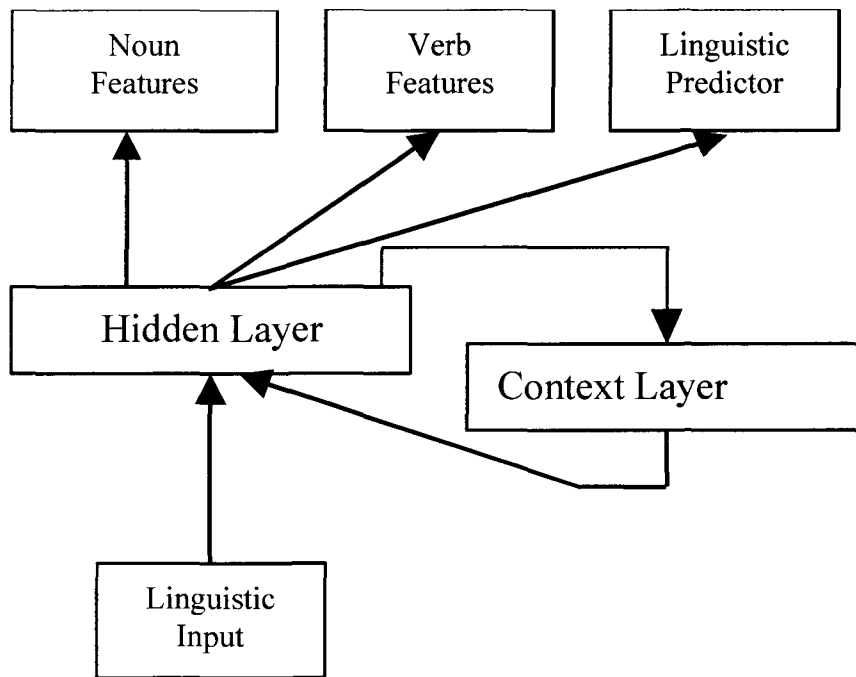 Noun
Features
Verb
Features
Linguistic
Predictor
Hidden Layer
Context Layer
Linguistic
Input